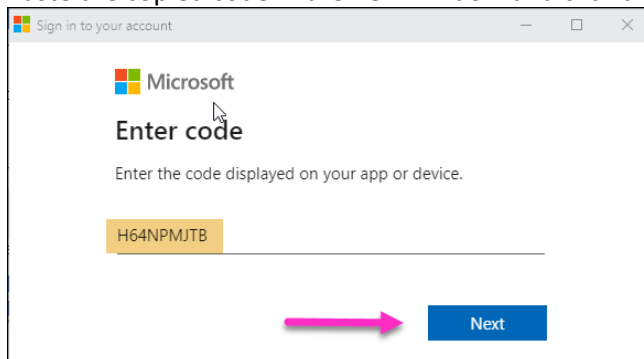 Sign in to your account
Microsoft
Enter code
Enter the code displayed on your app or device.
H64NPMJTB
Next